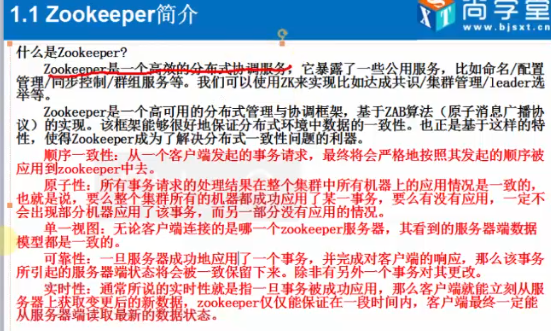 1.1 Zookeeper简介
尚学堂
www.bjsxt.com
什么是Zookeeper?
Zookeeper是一个高效的分布式协调服务，它暴露了一些公用服务，比如命名/配置
管理/同步控制/群组服务等。我们可以使用ZK来实现比如达成共识/集群管理/leader选
举等。
Zookeeper是一个高可用的分布式管理与协调框架，基于ZAB算法（原子消息广播协
议）的实现。该框架能够很好地保证分布式环境中数据的一致性。也正是基于这样的特
性，使得Zookeeper成为了解决分布式一致性问题的利器。
顺序一致性：从一个客户端发起的事务请求，最终将会严格地按照其发起的顺序被
应用到zookeeper中去。
原子性：所有事务请求的处理结果在整个集群中所有机器上的应用情况是一致的，
也就是说，要么整个集群所有的机器都成功应用了某一事务，要么有没有应用，一定不
会出现部分机器应用了该事务，而另一部分没有应用的情况。
单一视图：无论客户端连接的是哪一个zookeeper服务器，其看到的服务器端数据
模型都是一致的。
可靠性：一旦服务器成功地应用了一个事务，并完成对客户端的响应，那么该事务
所引起的服务器端状态将会被一致保留下来。除非有另外一个事务对其更改。
实时性：通常所说的实时性就是指一旦事务被成功应用，那么客户端就能立刻从服
务器上获取变更后的新数据，zookeeper仅仅能保证在一段时间内，客户端最终一定能
从服务器端读取最新的数据状态。